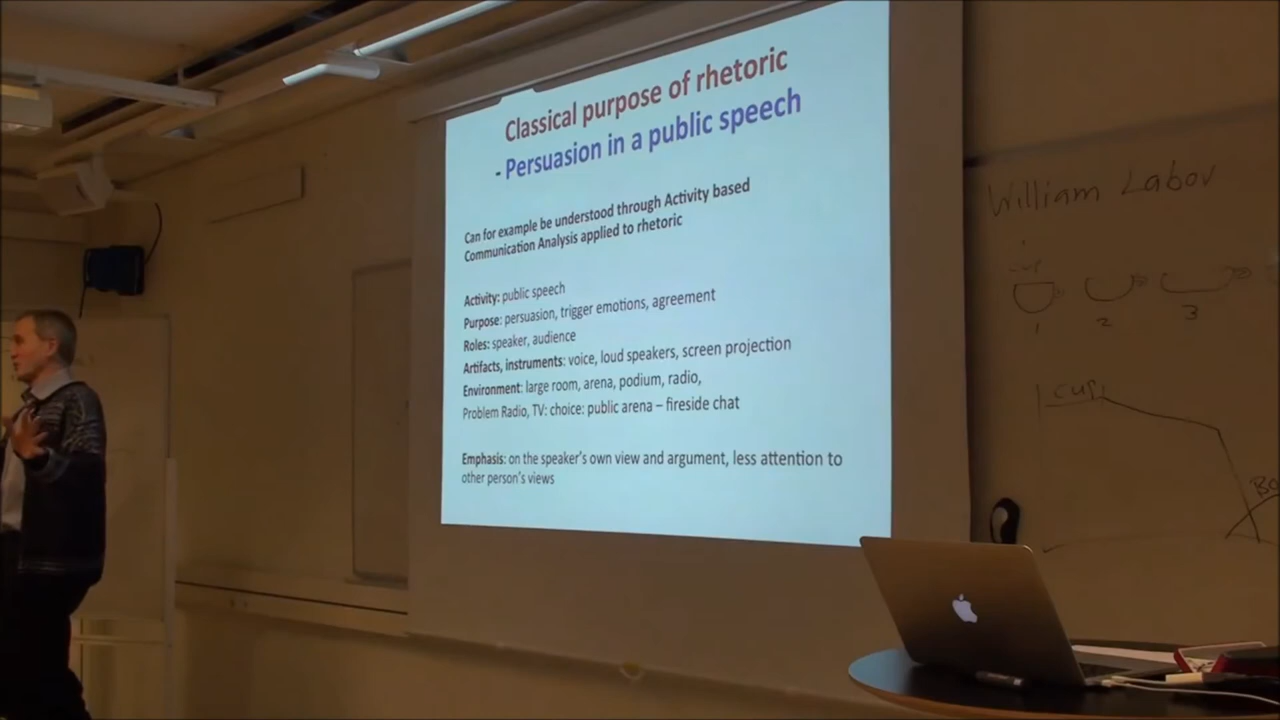 Classical purpose of rhetoric
- Persuasion in a public speech
Can for example be understood through Activity based
Communication Analysis applied to rhetoric
Activity: public speech
Purpose: persuasion, trigger emotions, agreement
Roles: speaker, audience
Artifacts, instruments: voice, loud speakers, screen projection
Environment: large room, arena, podium, radio,
Problem Radio, TV: choice: public arena – fireside chat
Emphasis: on the speaker's own view and argument, less attention to
other person's views
William Labov
cup
1 2 3
cup